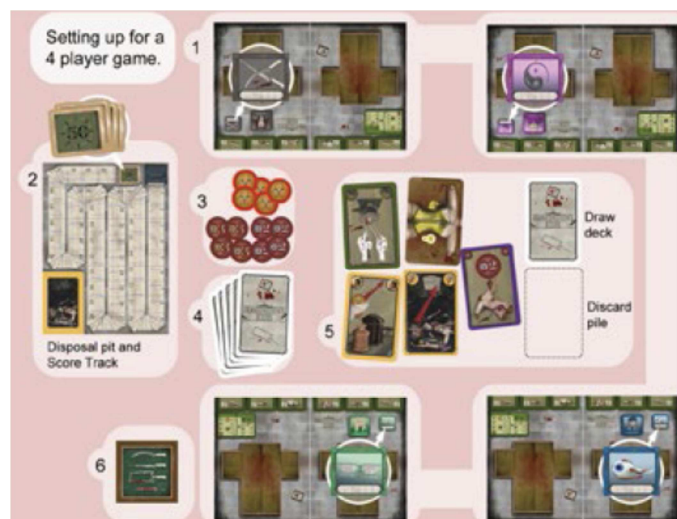 Setting up for a
4 player game.
1
50
2
3
Draw
deck
4
5
Discard
pile
Disposal pit and
Score Track
6